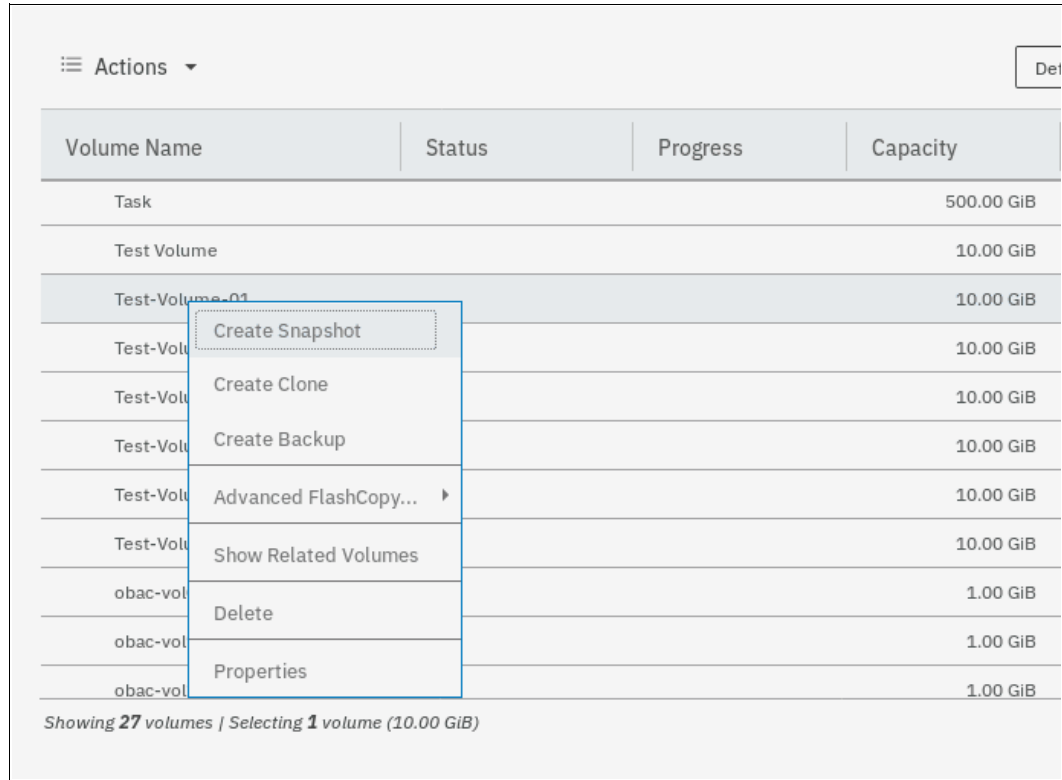 Actions
Def
Volume Name Status Progress Capacity
Task 500.00 GiB
Test Volume 10.00 GiB
Test-Volume-01 10.00 GiB
Create Snapshot
Test-Volu 10.00 GiB
Create Clone
Test-Volu 10.00 GiB
Create Backup
Test-Volu 10.00 GiB
Advanced FlashCopy...
Test-Volu 10.00 GiB
Test-Volu 10.00 GiB
Show Related Volumes
obac-vol 1.00 GiB
Delete
obac-vol 1.00 GiB
Properties
obac-vol 1.00 GiB
Showing 27 volumes | Selecting 1 volume (10.00 GiB)